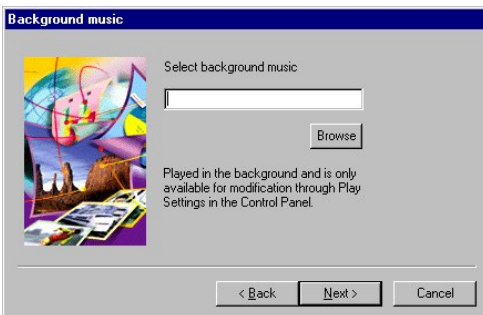 Background music
Select background music
Browse
Played in the background and is only
available for modification through Play
Settings in the Control Panel.
< Back
Next >
Cancel